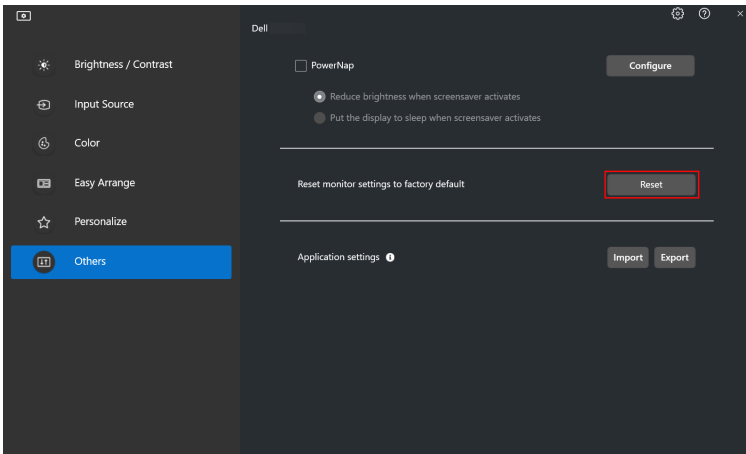 Dell
Brightness / Contrast
Input Source
Color
Easy Arrange
Personalize
Others
PowerNap
Configure
Reduce brightness when screensaver activates
Put the display to sleep when screensaver activates
Reset monitor settings to factory default
Reset
Application settings
Import
Export